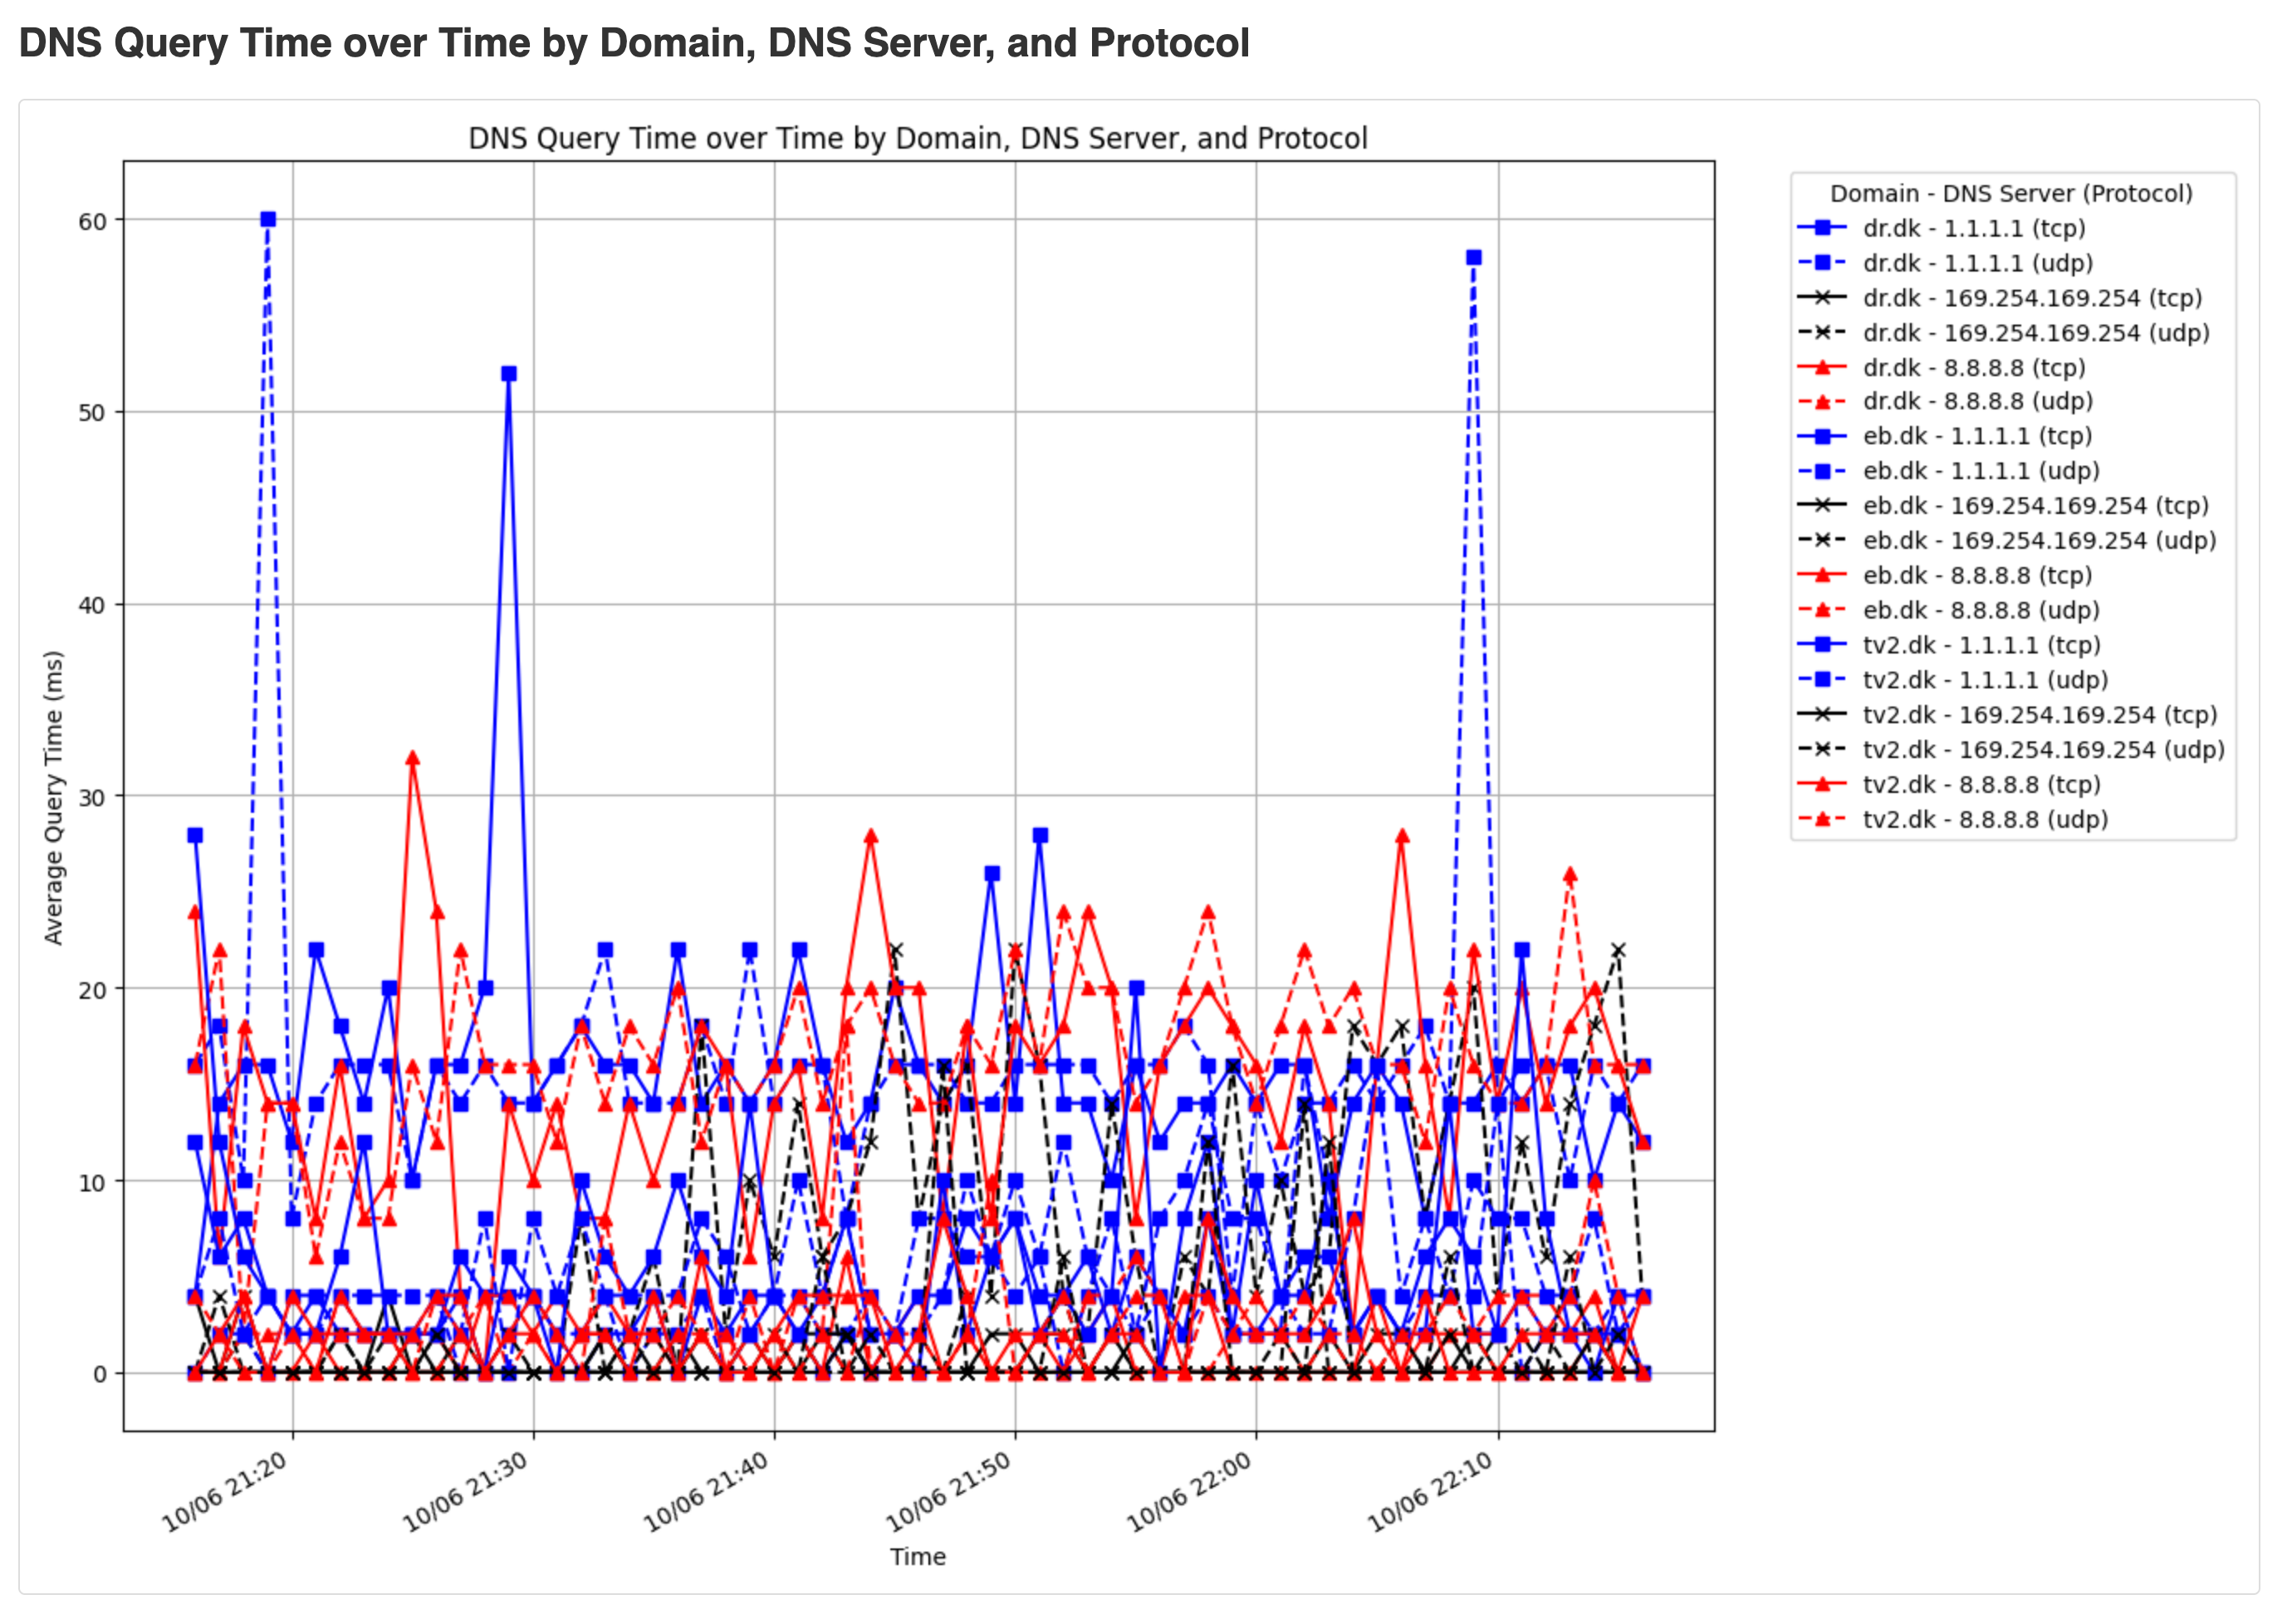 DNS Query Time over Time by Domain, DNS Server, and Protocol
DNS Query Time over Time by Domain, DNS Server, and Protocol
60
50
40
30
20
10
0
Average Query Time (ms)
10/06 21:20
10/06 21:30
10/06 21:40
10/06 21:50
10/06 22:00
10/06 22:10
Time
Domain - DNS Server (Protocol)
dr.dk - 1.1.1.1 (tcp)
dr.dk - 1.1.1.1 (udp)
dr.dk - 169.254.169.254 (tcp)
dr.dk - 169.254.169.254 (udp)
dr.dk - 8.8.8.8 (tcp)
dr.dk - 8.8.8.8 (udp)
eb.dk - 1.1.1.1 (tcp)
eb.dk - 1.1.1.1 (udp)
eb.dk - 169.254.169.254 (tcp)
eb.dk - 169.254.169.254 (udp)
eb.dk - 8.8.8.8 (tcp)
eb.dk - 8.8.8.8 (udp)
tv2.dk - 1.1.1.1 (tcp)
tv2.dk - 1.1.1.1 (udp)
tv2.dk - 169.254.169.254 (tcp)
tv2.dk - 169.254.169.254 (udp)
tv2.dk - 8.8.8.8 (tcp)
tv2.dk - 8.8.8.8 (udp)